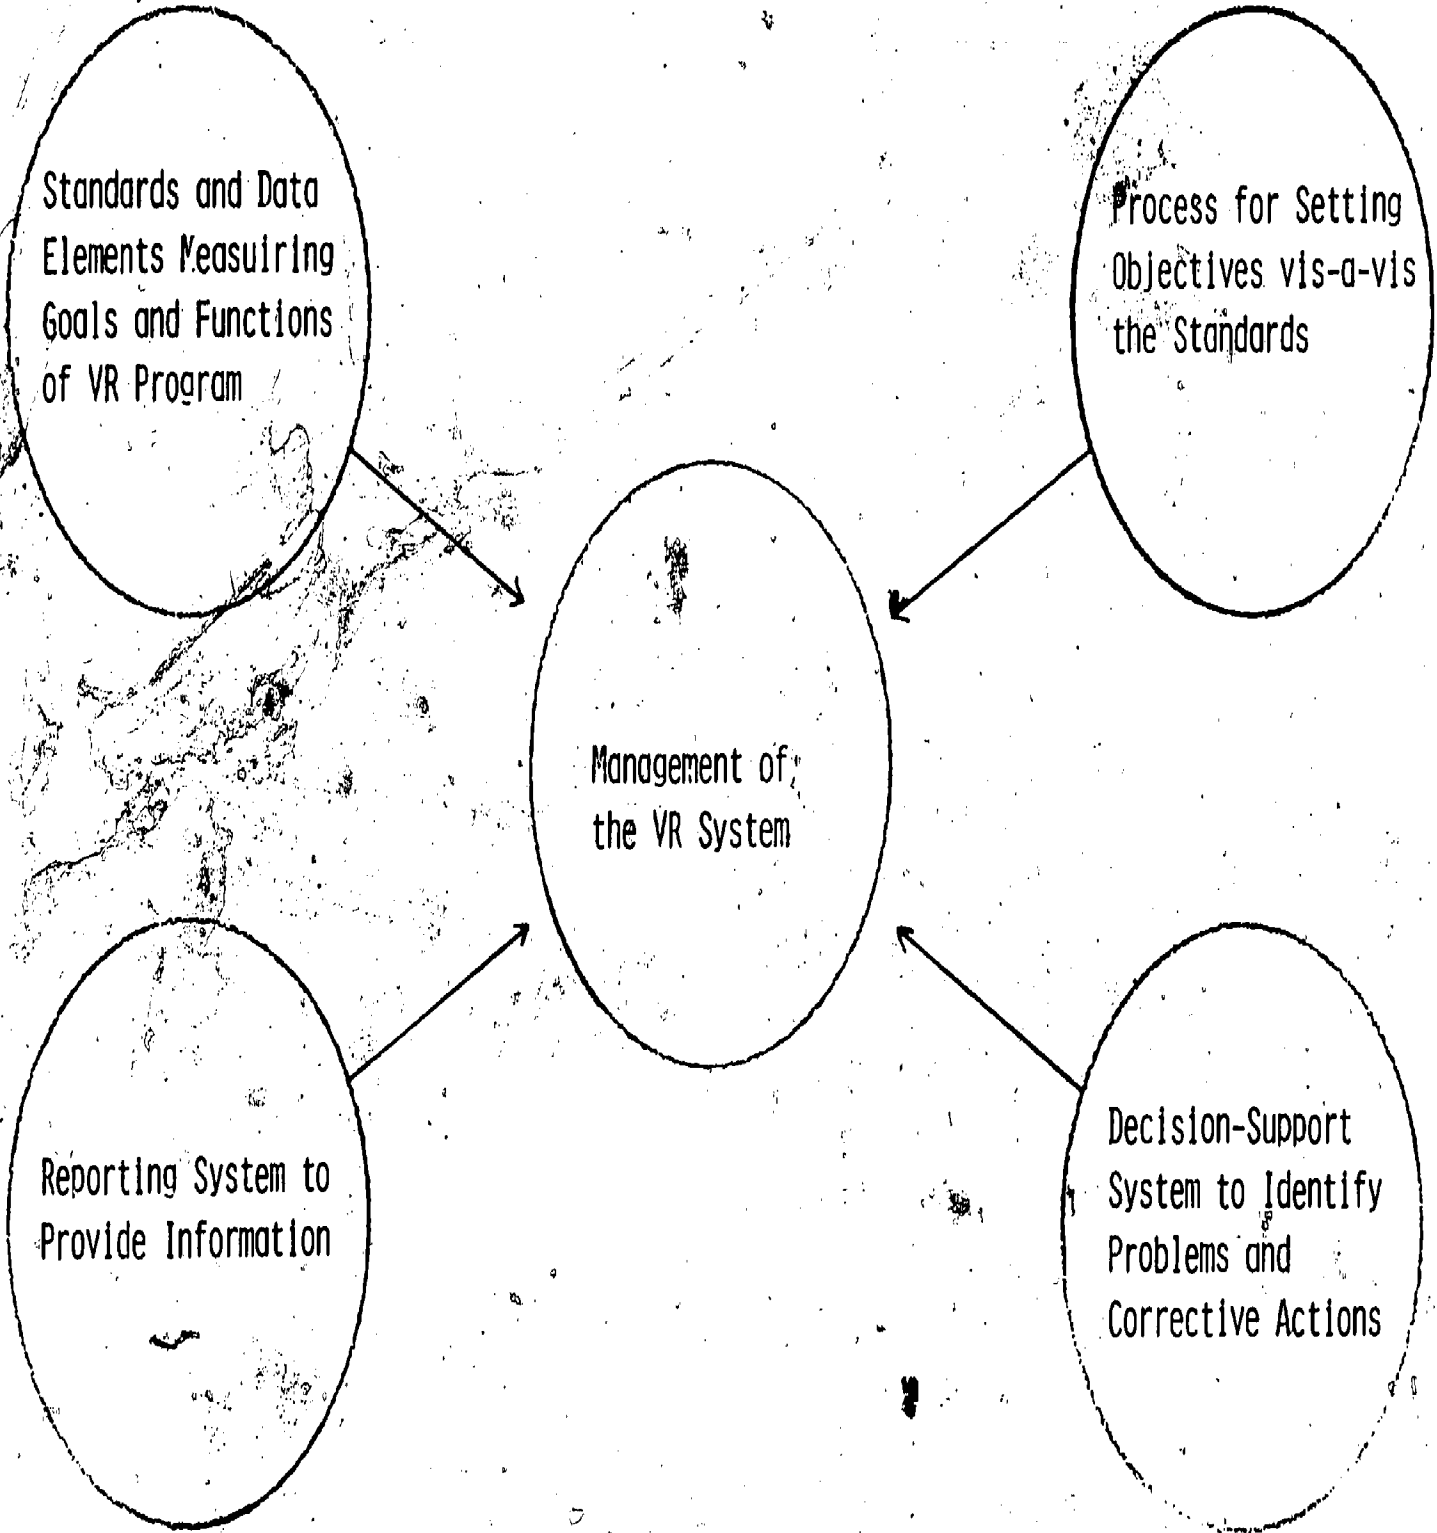 Standards and Data
Elements Measuiring
Goals and Functions
of VR Program
Process for Setting
Objectives vis-a-vis
the Standards
Management of
the VR System
Reporting System to
Provide Information
Decision-Support
System to Identify
Problems and
Corrective Actions